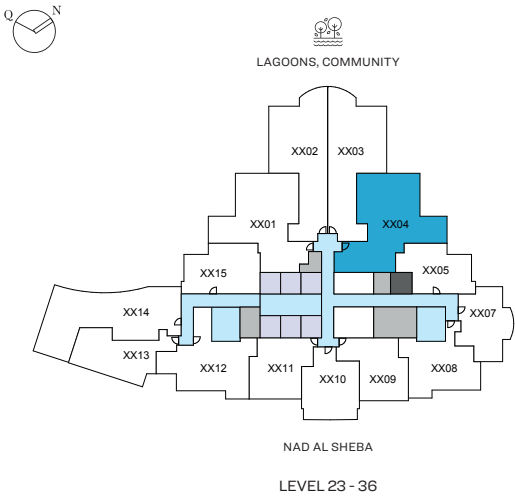 Q N
LAGOONS, COMMUNITY
XX02 XX03
XX01 XX04
XX15 XX05
XX14 XX07
XX13 XX12 XX11 XX10 XX09 XX08
NAD AL SHEBA
LEVEL 23 - 36